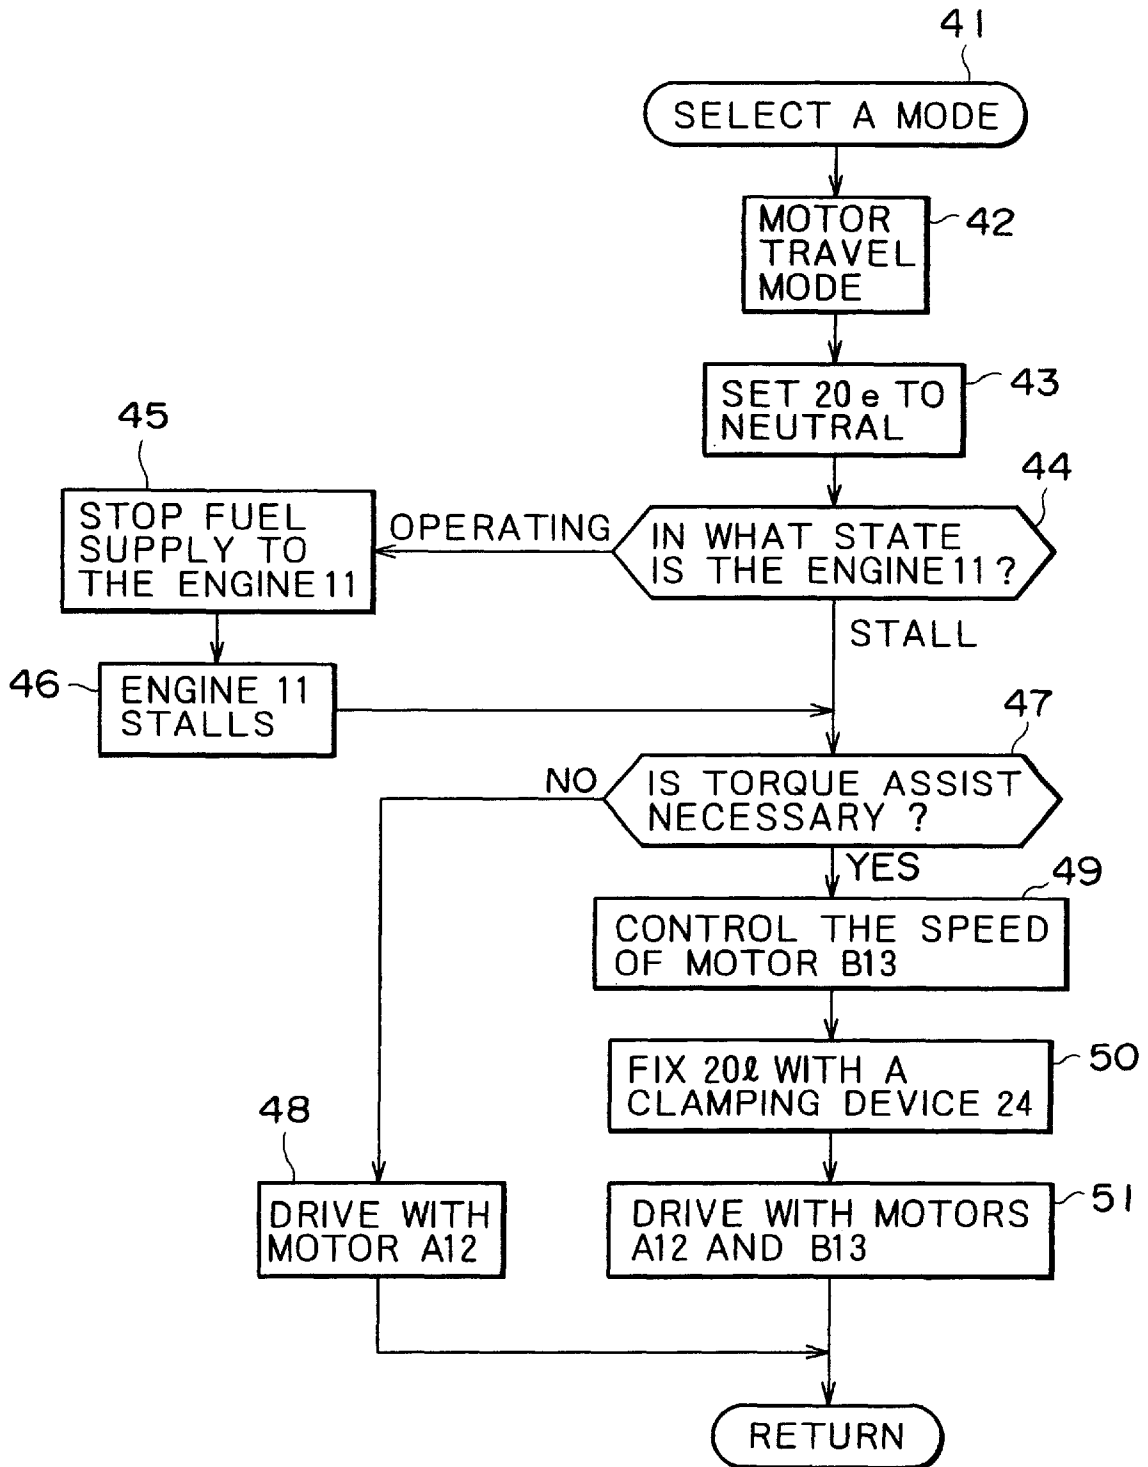 41
SELECT A MODE
MOTOR
TRAVEL
MODE
42
SET 20e TO
NEUTRAL
43
44
IN WHAT STATE
IS THE ENGINE 11 ?
OPERATING
45
STOP FUEL
SUPPLY TO
THE ENGINE 11
STALL
46
ENGINE 11
STALLS
47
IS TORQUE ASSIST
NECESSARY ?
NO
YES
49
CONTROL THE SPEED
OF MOTOR B13
FIX 20ℓ WITH A
CLAMPING DEVICE 24
50
48
DRIVE WITH
MOTOR A12
DRIVE WITH MOTORS
A12 AND B13
51
RETURN